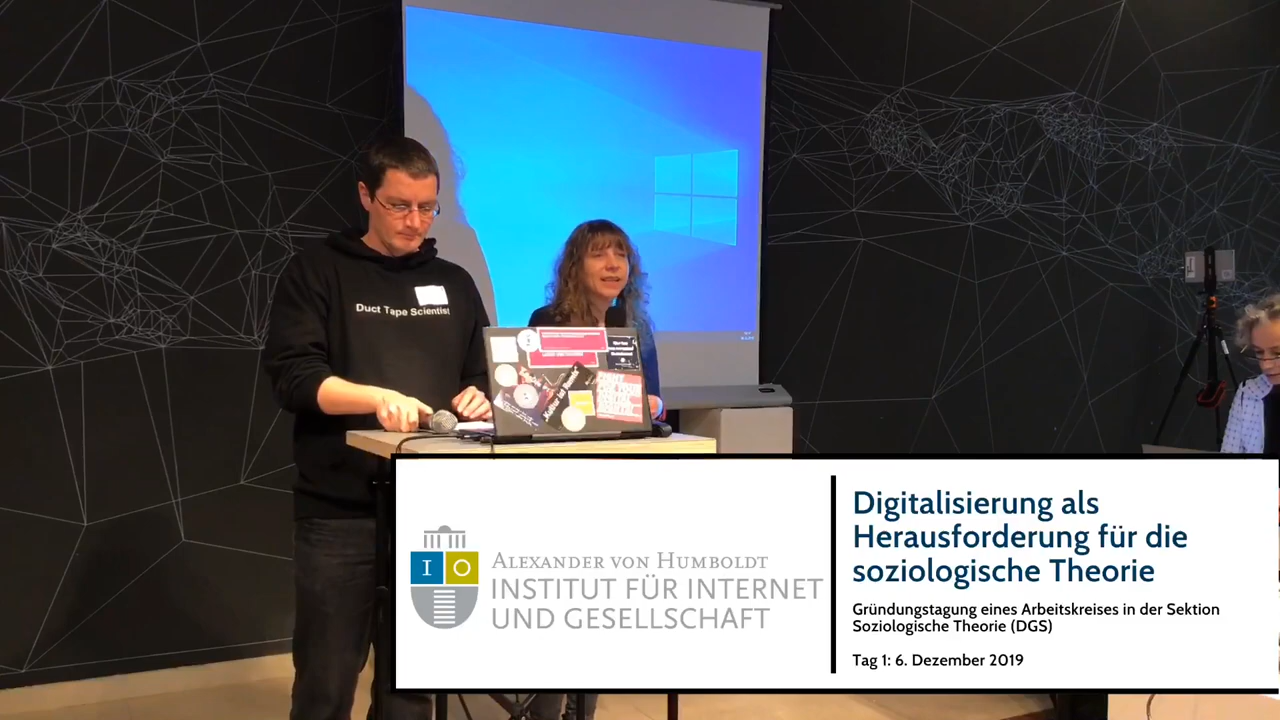 Duct Tape Scientist
I O
ALEXANDER VON HUMBOLDT
INSTITUT FÜR INTERNET
UND GESELLSCHAFT
Digitalisierung als
Herausforderung für die
soziologische Theorie
Gründungstagung eines Arbeitskreises in der Sektion
Soziologische Theorie (DGS)
Tag 1: 6. Dezember 2019